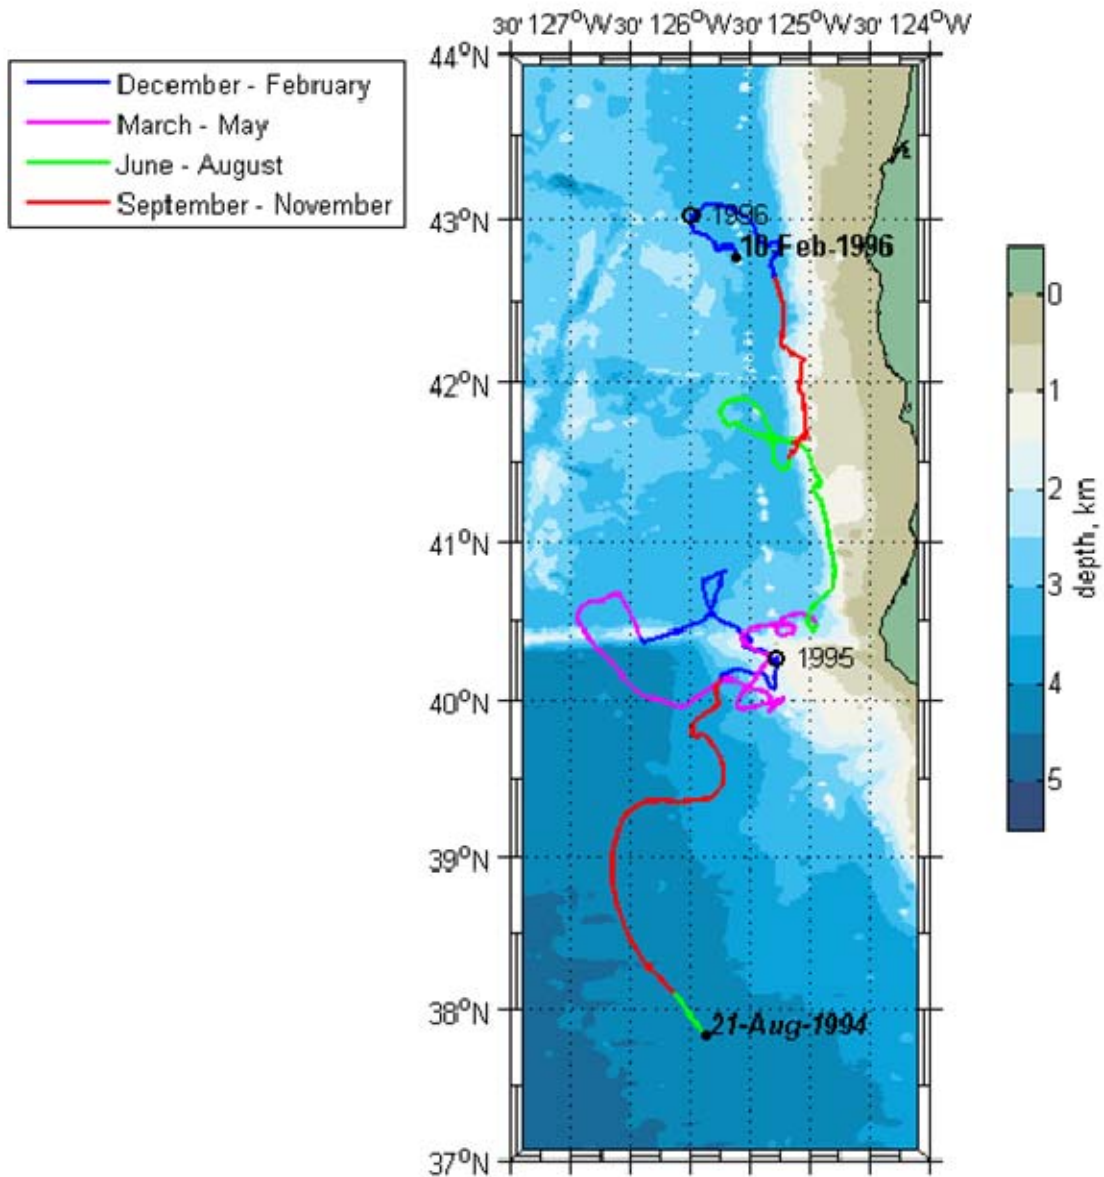 30' 127°W 30' 126°W 30' 125°W 30' 124°W
44°N
December - February
March - May
June - August
September - November
43°N
1996
18-Feb-1996
0
42°N
1
2
41°N
3
depth, km
1995
40°N
4
5
39°N
38°N
21-Aug-1994
37°N